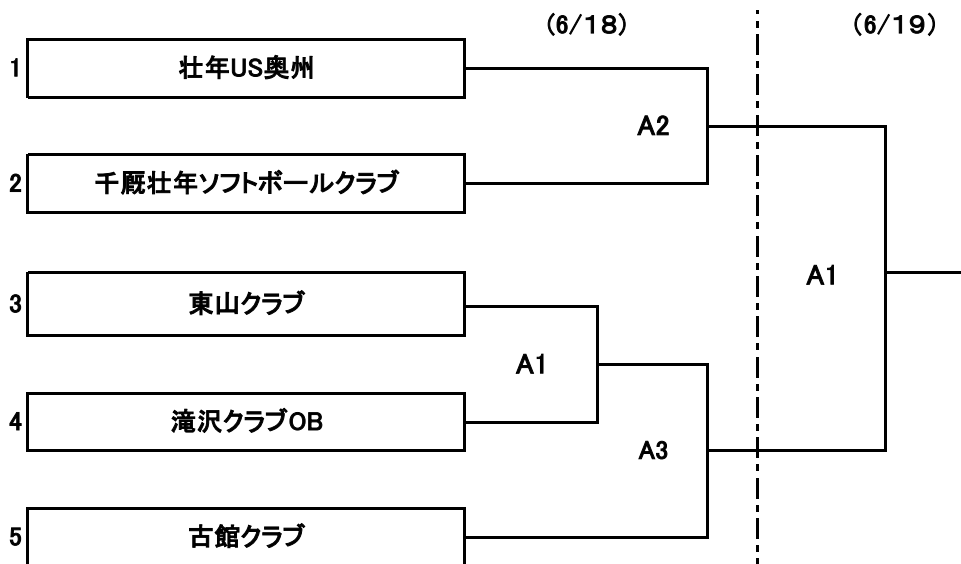 (6/18)
(6/19)
1 壮年US奥州
A2
2 千厩壮年ソフトボールクラブ
A1
3 東山クラブ
A1
4 滝沢クラブOB
A3
5 古館クラブ